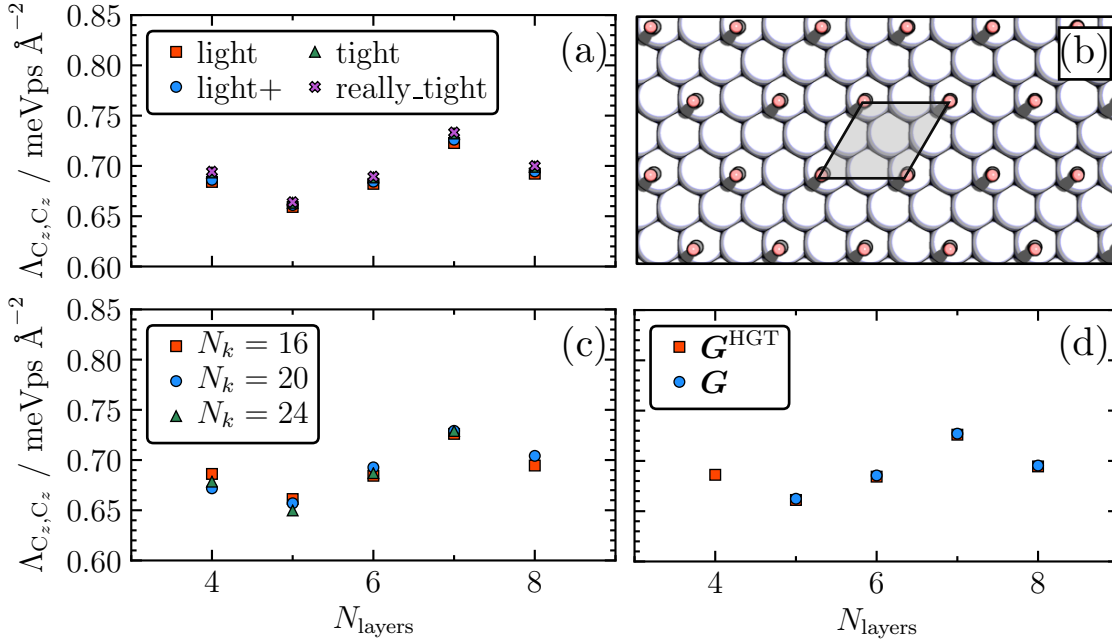 (a)
light
light+
tight
really_tight
0.85
0.80
0.75
0.70
0.65
0.60
Λ_{C_z,C_z} / meVps Å^{−2}
(b)
(c)
N_k = 16
N_k = 20
N_k = 24
0.85
0.80
0.75
0.70
0.65
0.60
Λ_{C_z,C_z} / meVps Å^{−2}
4
6
8
N_layers
(d)
G^HGT
G
4
6
8
N_layers